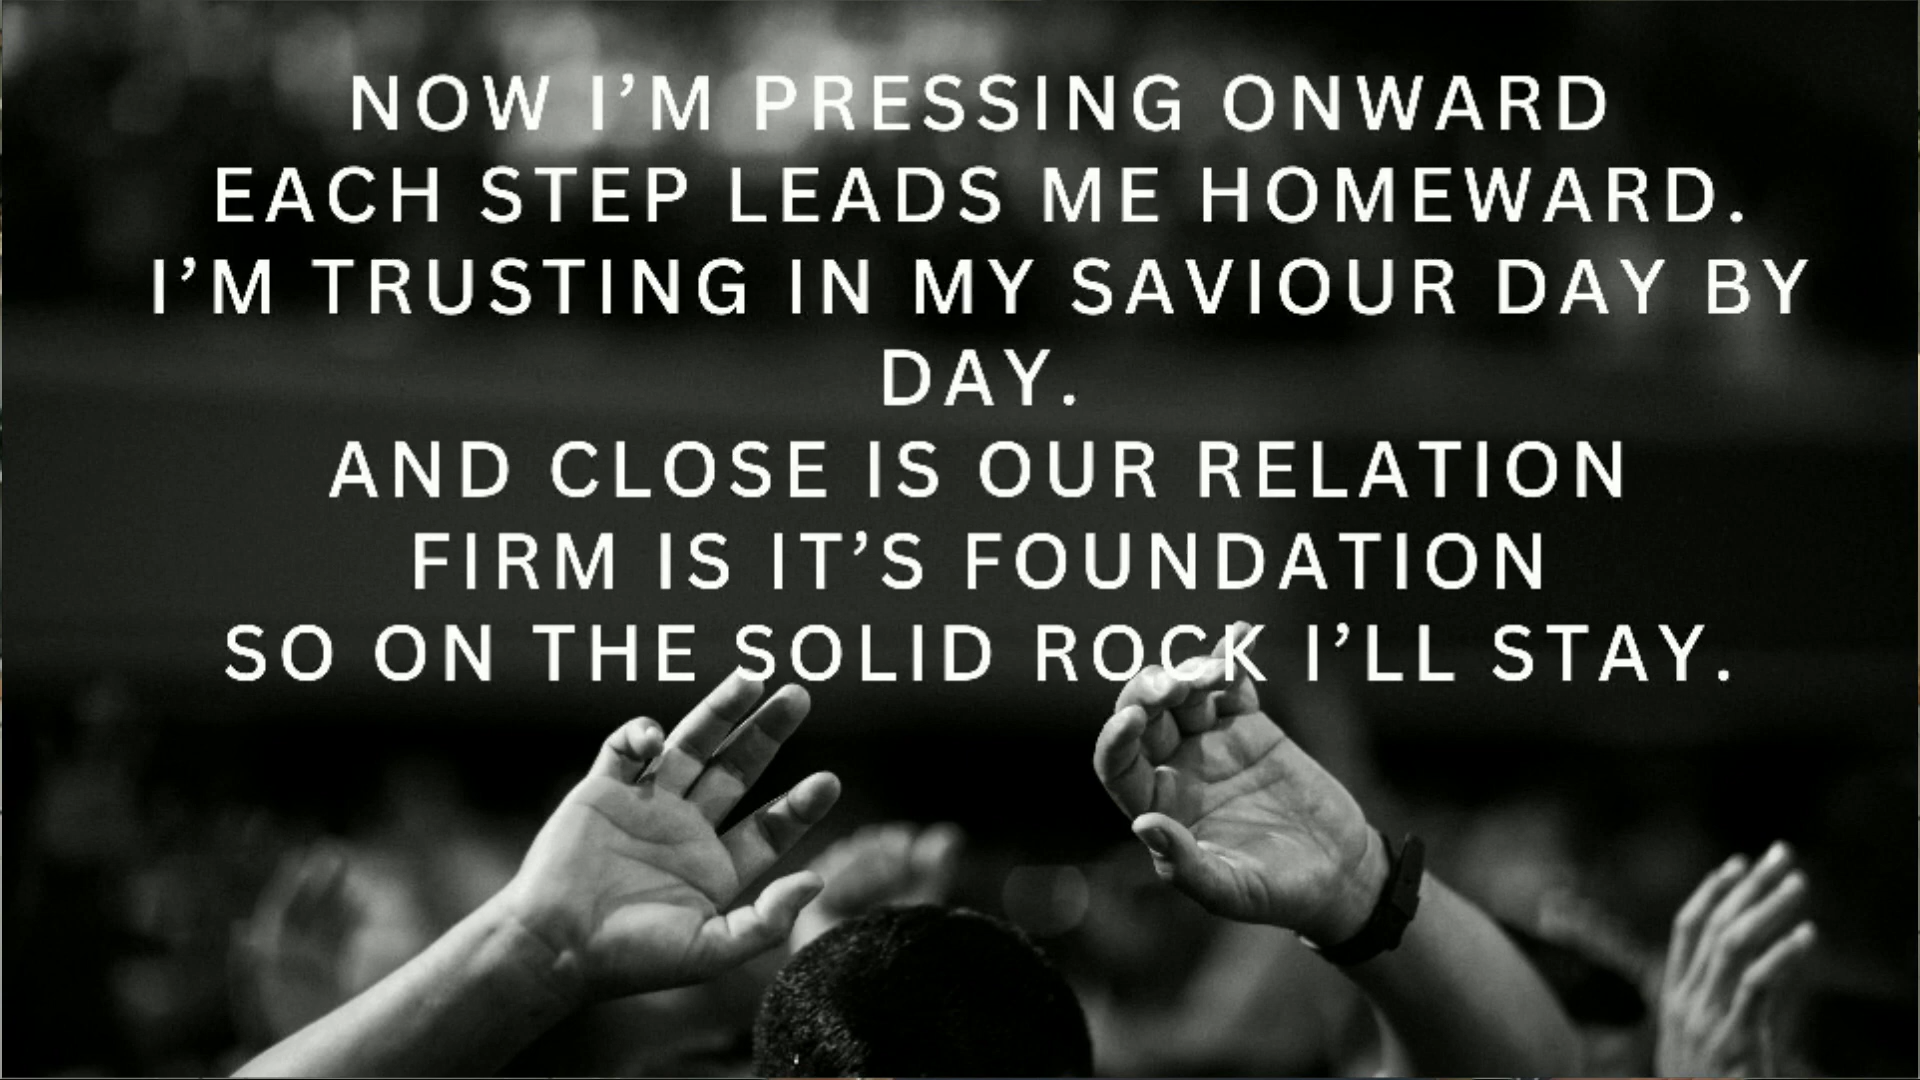 NOW I’M PRESSING ONWARD
EACH STEP LEADS ME HOMEWARD.
I’M TRUSTING IN MY SAVIOUR DAY BY
DAY.
AND CLOSE IS OUR RELATION
FIRM IS IT’S FOUNDATION
SO ON THE SOLID ROCK I’LL STAY.